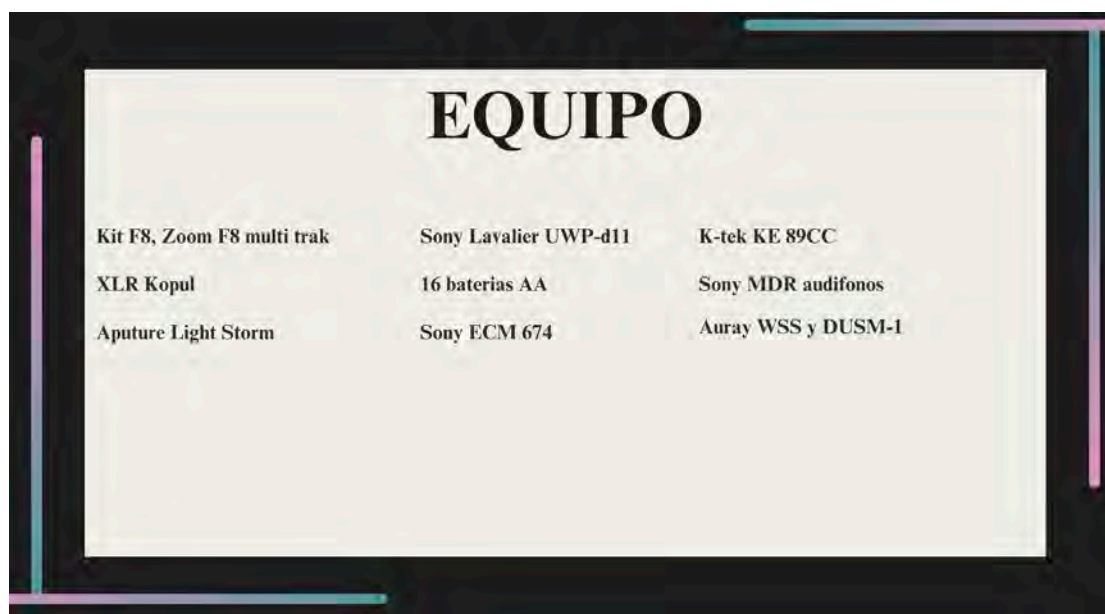 EQUIPO
Kit F8, Zoom F8 multi trak
XLR Kopul
Aputure Light Storm
Sony Lavalier UWP-d11
16 baterias AA
Sony ECM 674
K-tek KE 89CC
Sony MDR audifonos
Auray WSS y DUSM-1